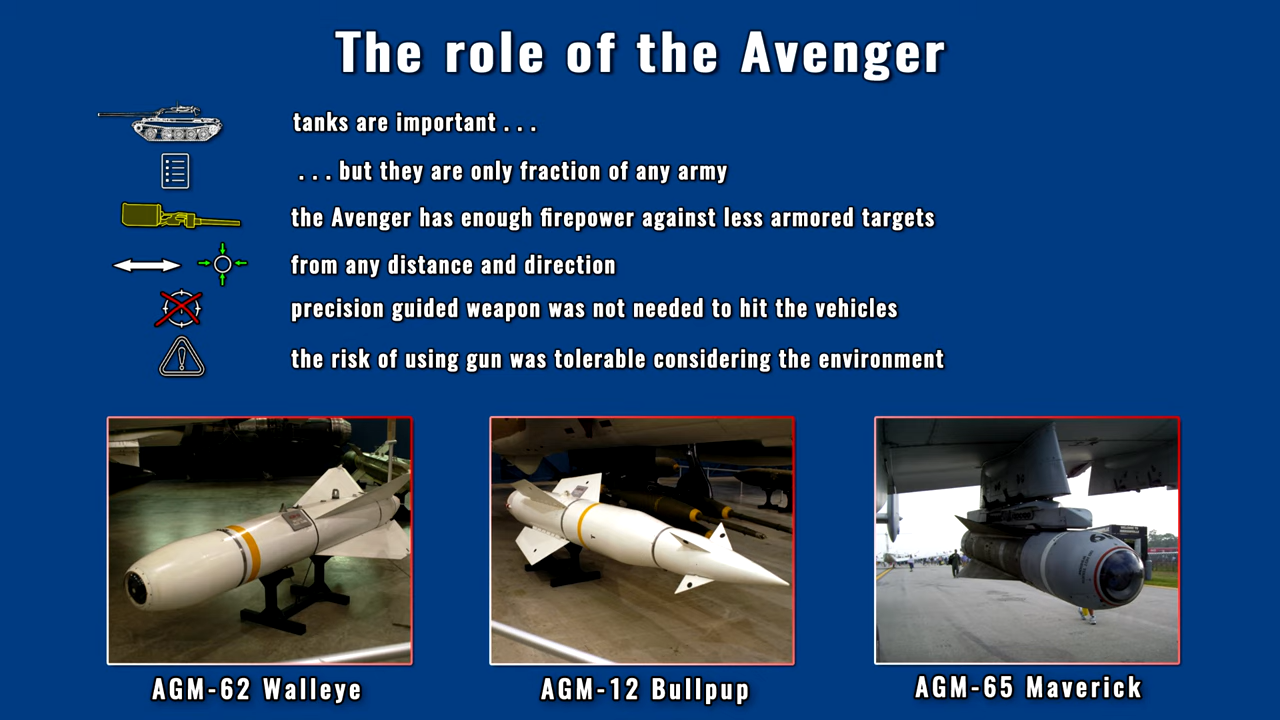 The role of the Avenger
tanks are important . . .
. . . but they are only fraction of any army
the Avenger has enough firepower against less armored targets
from any distance and direction
precision guided weapon was not needed to hit the vehicles
the risk of using gun was tolerable considering the environment
AGM-62 Walleye
AGM-12 Bullpup
AGM-65 Maverick